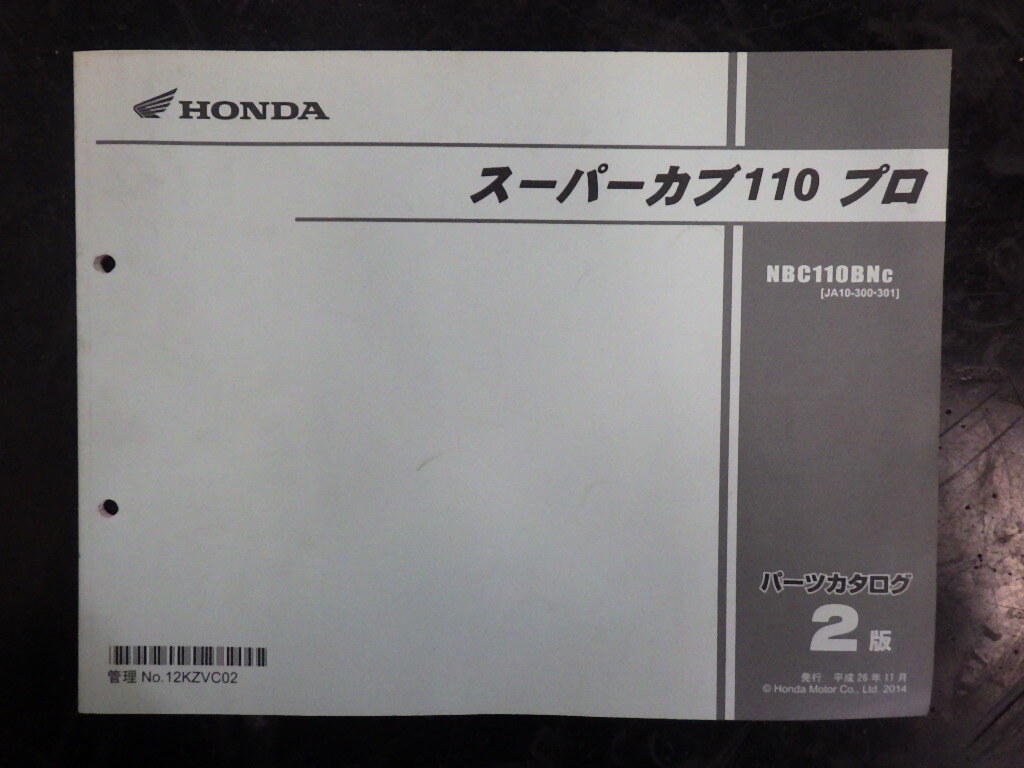 HONDA
スーパーカブ110 プロ
NBC110BNC
[JA10-300・301]
パーツカタログ
2版
発行 平成26年11月
© Honda Motor Co., Ltd. 2014
管理 No.12KZVC02